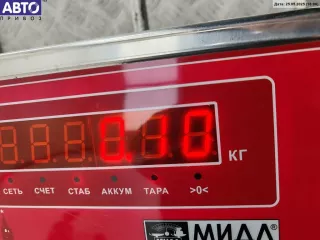 АВТО
ПРИВОЗ
0.10
КГ
СЕТЬ СЧЕТ СТАБ АККУМ ТАРА >0<
МИДЛ®